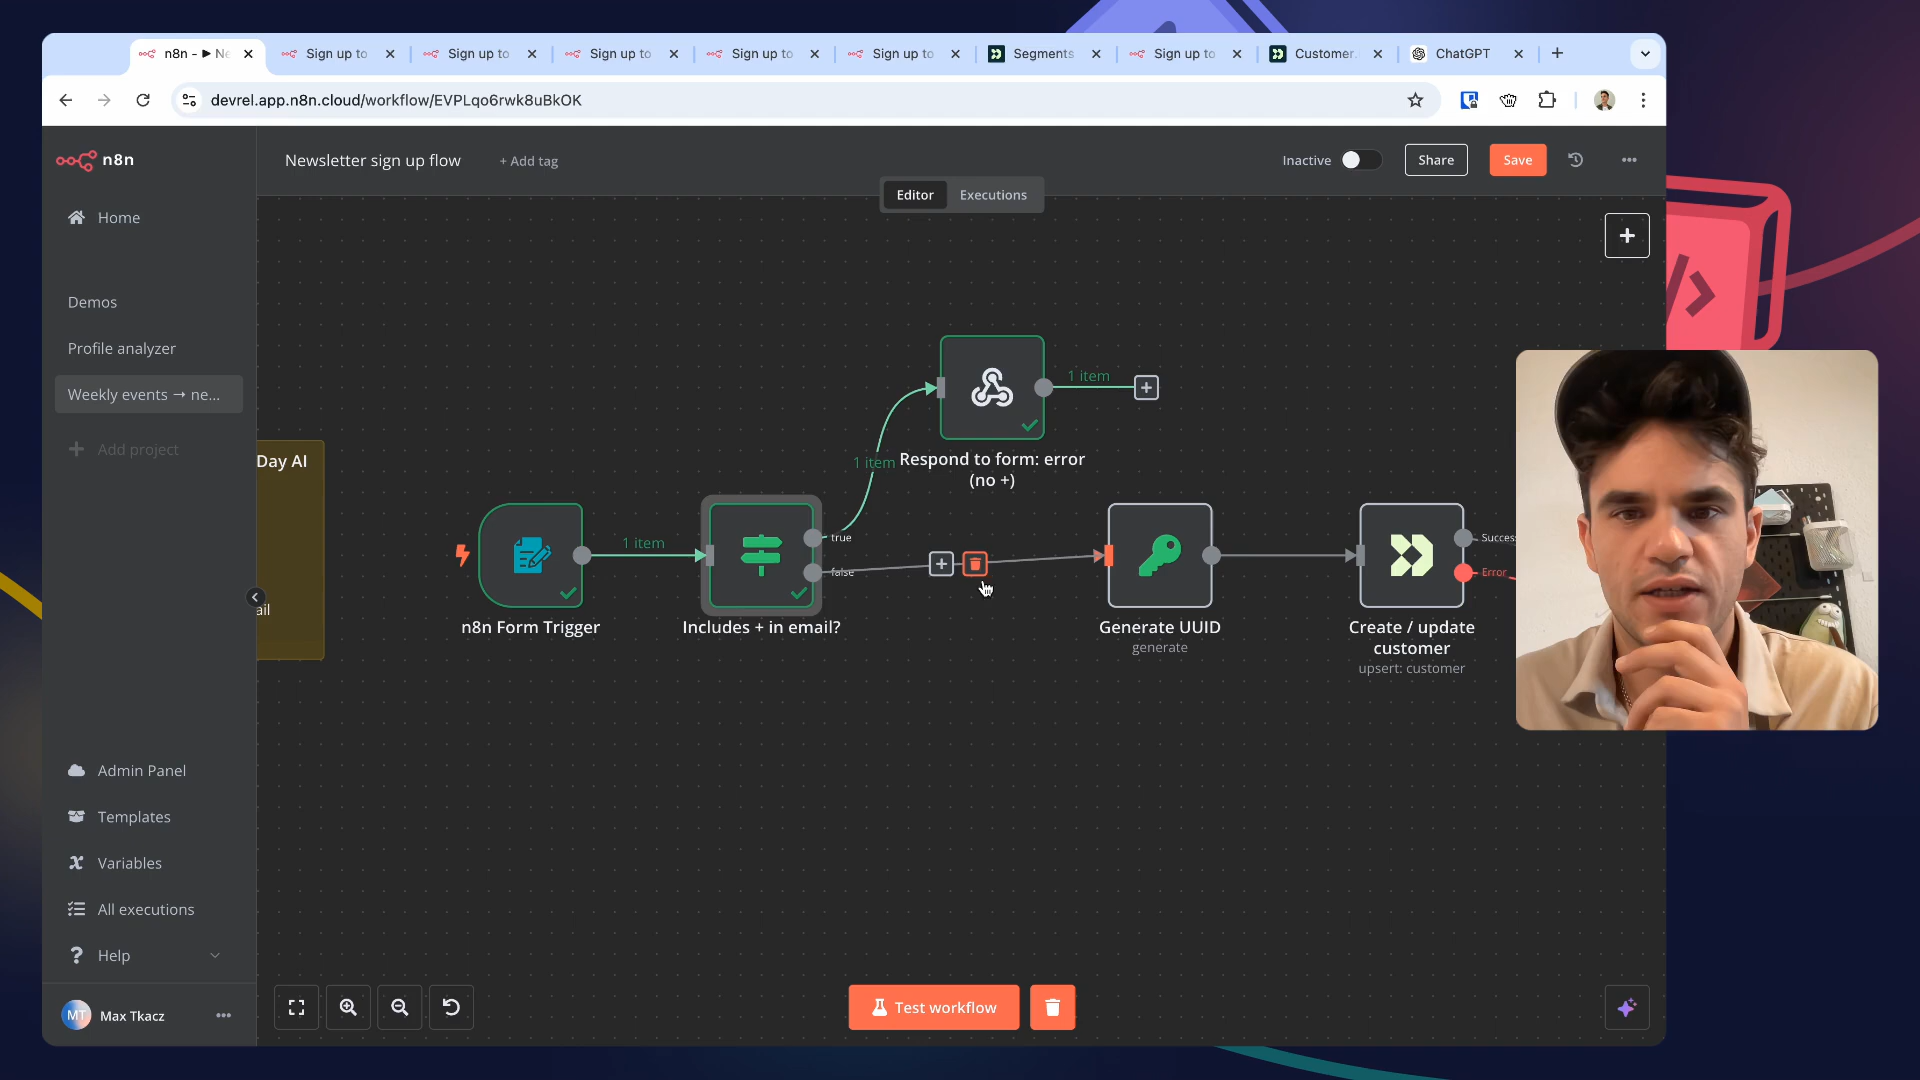 n8n - ▶ Ne
Sign up to
Sign up to
Sign up to
Sign up to
Sign up to
Segments
Sign up to
Customer.
ChatGPT
devrel.app.n8n.cloud/workflow/EVPLqo6rwk8uBkOK
n8n
Newsletter sign up flow
+ Add tag
Inactive
Share
Save
Editor
Executions
Home
Demos
Profile analyzer
Weekly events → ne...
Add project
Day AI
ail
1 item
1 item
1 item
Respond to form: error
(no +)
true
false
Success
Error
n8n Form Trigger
Includes + in email?
Generate UUID
generate
Create / update
customer
upsert: customer
Admin Panel
Templates
Variables
All executions
Help
MT
Max Tkacz
Test workflow